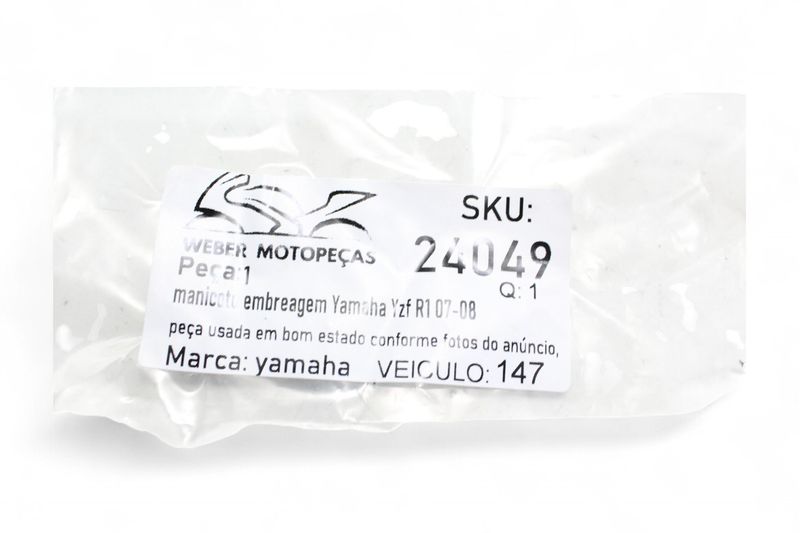 WEBER MOTOPEÇAS
SKU:
24049
Q: 1
Peça:1
manicoto embreagem Yamaha Yzf R1 07-08
peça usada em bom estado conforme fotos do anúncio,
Marca: yamaha VEICULO: 147